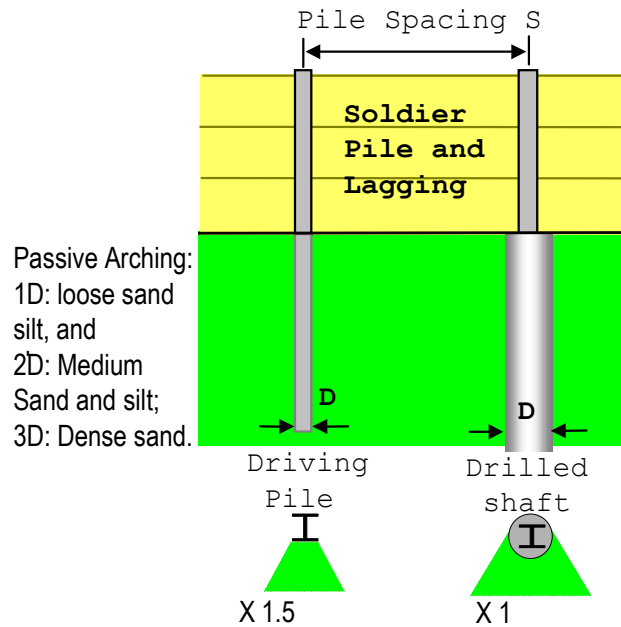 Pile Spacing S
Soldier
Pile and
Lagging
Passive Arching:
1D: loose sand
silt, and
2D: Medium
Sand and silt;
3D: Dense sand.
D
D
Driving
Pile
Drilled
shaft
X 1.5
X 1